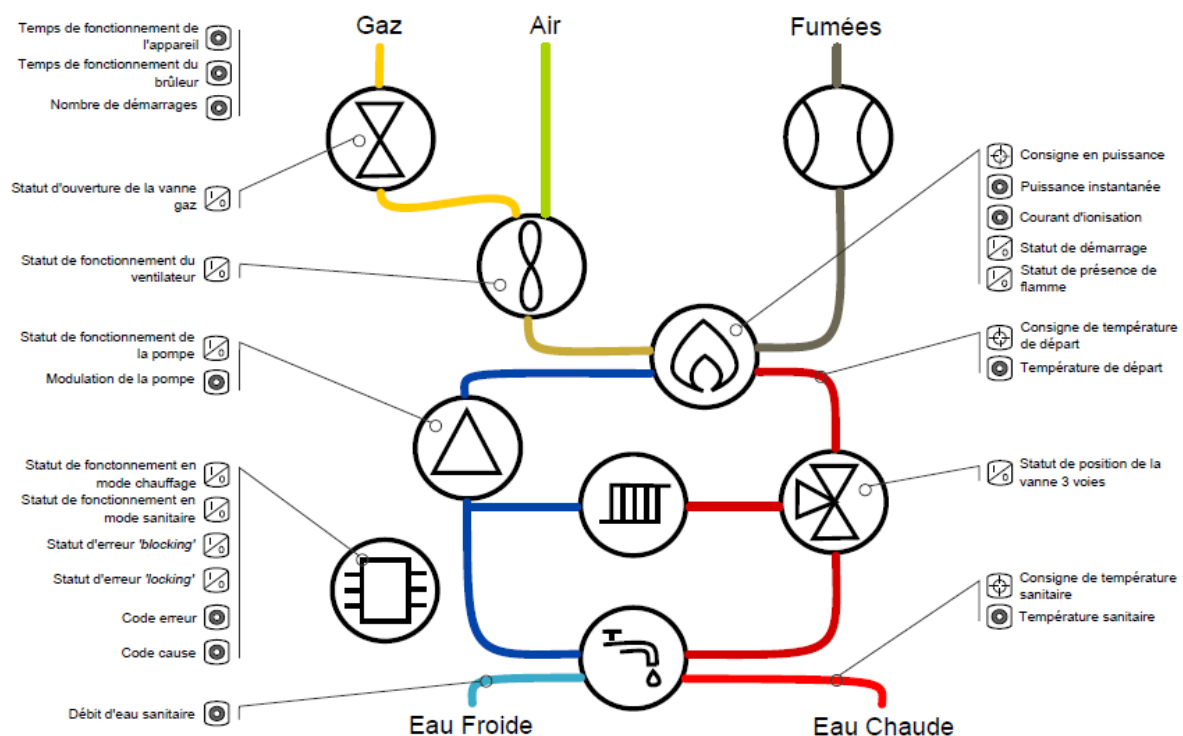 Temps de fonctionnement de
l'appareil
Temps de fonctionnement du
brûleur
Nombre de démarrages
Gaz
Air
Fumées
Statut d'ouverture de la vanne
gaz
Statut de fonctionnement du
ventilateur
Statut de fonctionnement de
la pompe
Modulation de la pompe
Statut de fonctonnement en
mode chauffage
Statut de fonctionnement en
mode sanitaire
Statut d'erreur 'blocking'
Statut d'erreur 'locking'
Code erreur
Code cause
Débit d'eau sanitaire
Consigne en puissance
Puissance instantanée
Courant d'ionisation
Statut de démarrage
Statut de présence de
flamme
Consigne de température
de départ
Température de départ
Statut de position de la
vanne 3 voies
Consigne de température
sanitaire
Température sanitaire
Eau Froide
Eau Chaude